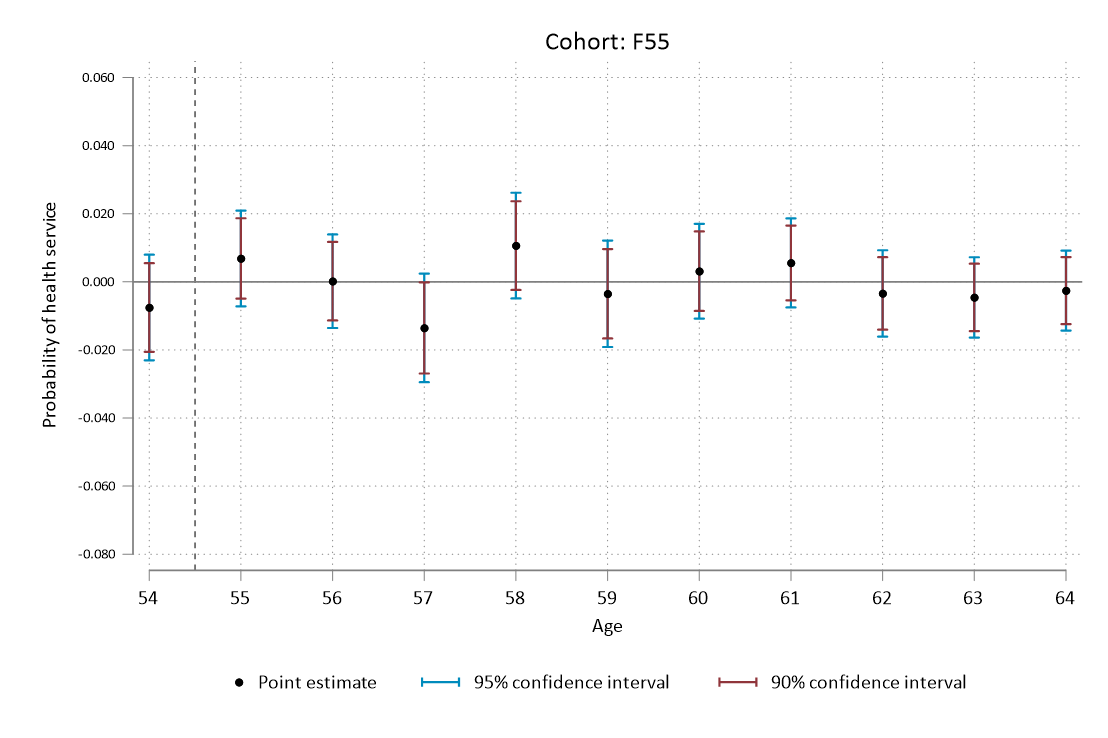 Cohort: F55
0.060
0.040
0.020
0.000
-0.020
-0.040
-0.060
-0.080
Probability of health service
54 55 56 57 58 59 60 61 62 63 64
Age
Point estimate 95% confidence interval 90% confidence interval